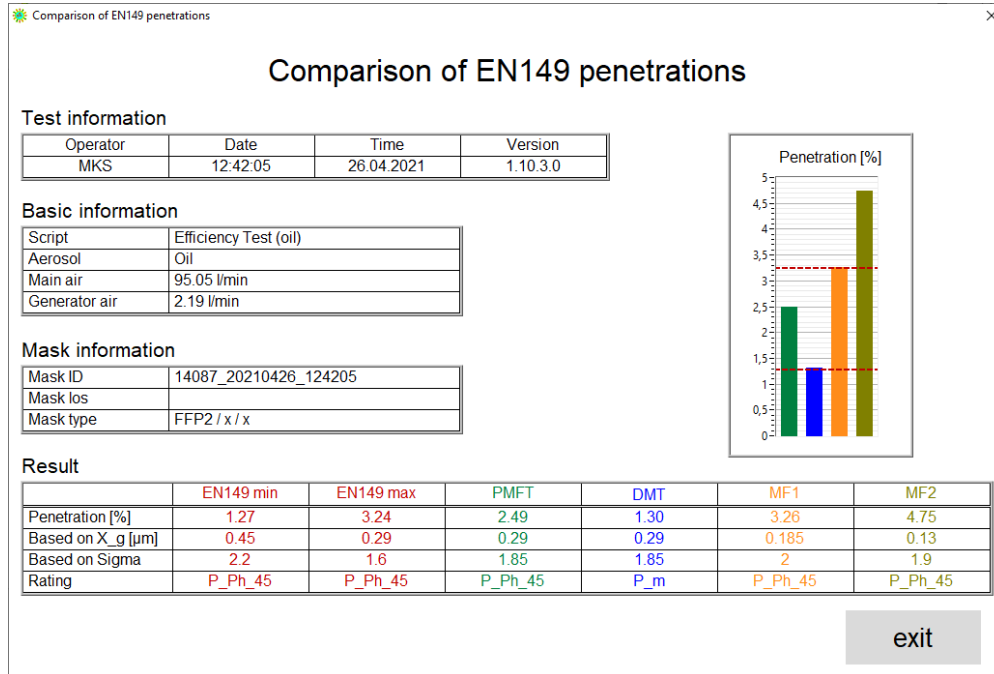 Comparison of EN149 penetrations
Comparison of EN149 penetrations
Test information
Operator Date Time Version
MKS 12:42:05 26.04.2021 1.10.3.0
Basic information
Script Efficiency Test (oil)
Aerosol Oil
Main air 95.05 l/min
Generator air 2.19 l/min
Mask information
Mask ID 14087_20210426_124205
Mask los
Mask type FFP2 / x / x
Penetration [%]
5
4,5
4
3,5
3
2,5
2
1,5
1
0,5
0
Result
EN149 min EN149 max PMFT DMT MF1 MF2
Penetration [%] 1.27 3.24 2.49 1.30 3.26 4.75
Based on X_g [µm] 0.45 0.29 0.29 0.29 0.185 0.13
Based on Sigma 2.2 1.6 1.85 1.85 2 1.9
Rating P_Ph_45 P_Ph_45 P_Ph_45 P_m P_Ph_45 P_Ph_45
exit